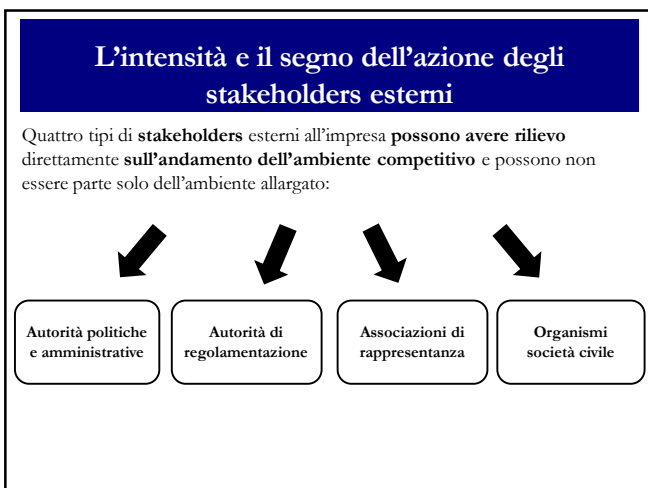 L'intensità e il segno dell'azione degli
stakeholders esterni
Quattro tipi di stakeholders esterni all'impresa possono avere rilievo
direttamente sull'andamento dell'ambiente competitivo e possono non
essere parte solo dell'ambiente allargato:
Autorità politiche
e amministrative
Autorità di
regolamentazione
Associazioni di
rappresentanza
Organismi
società civile